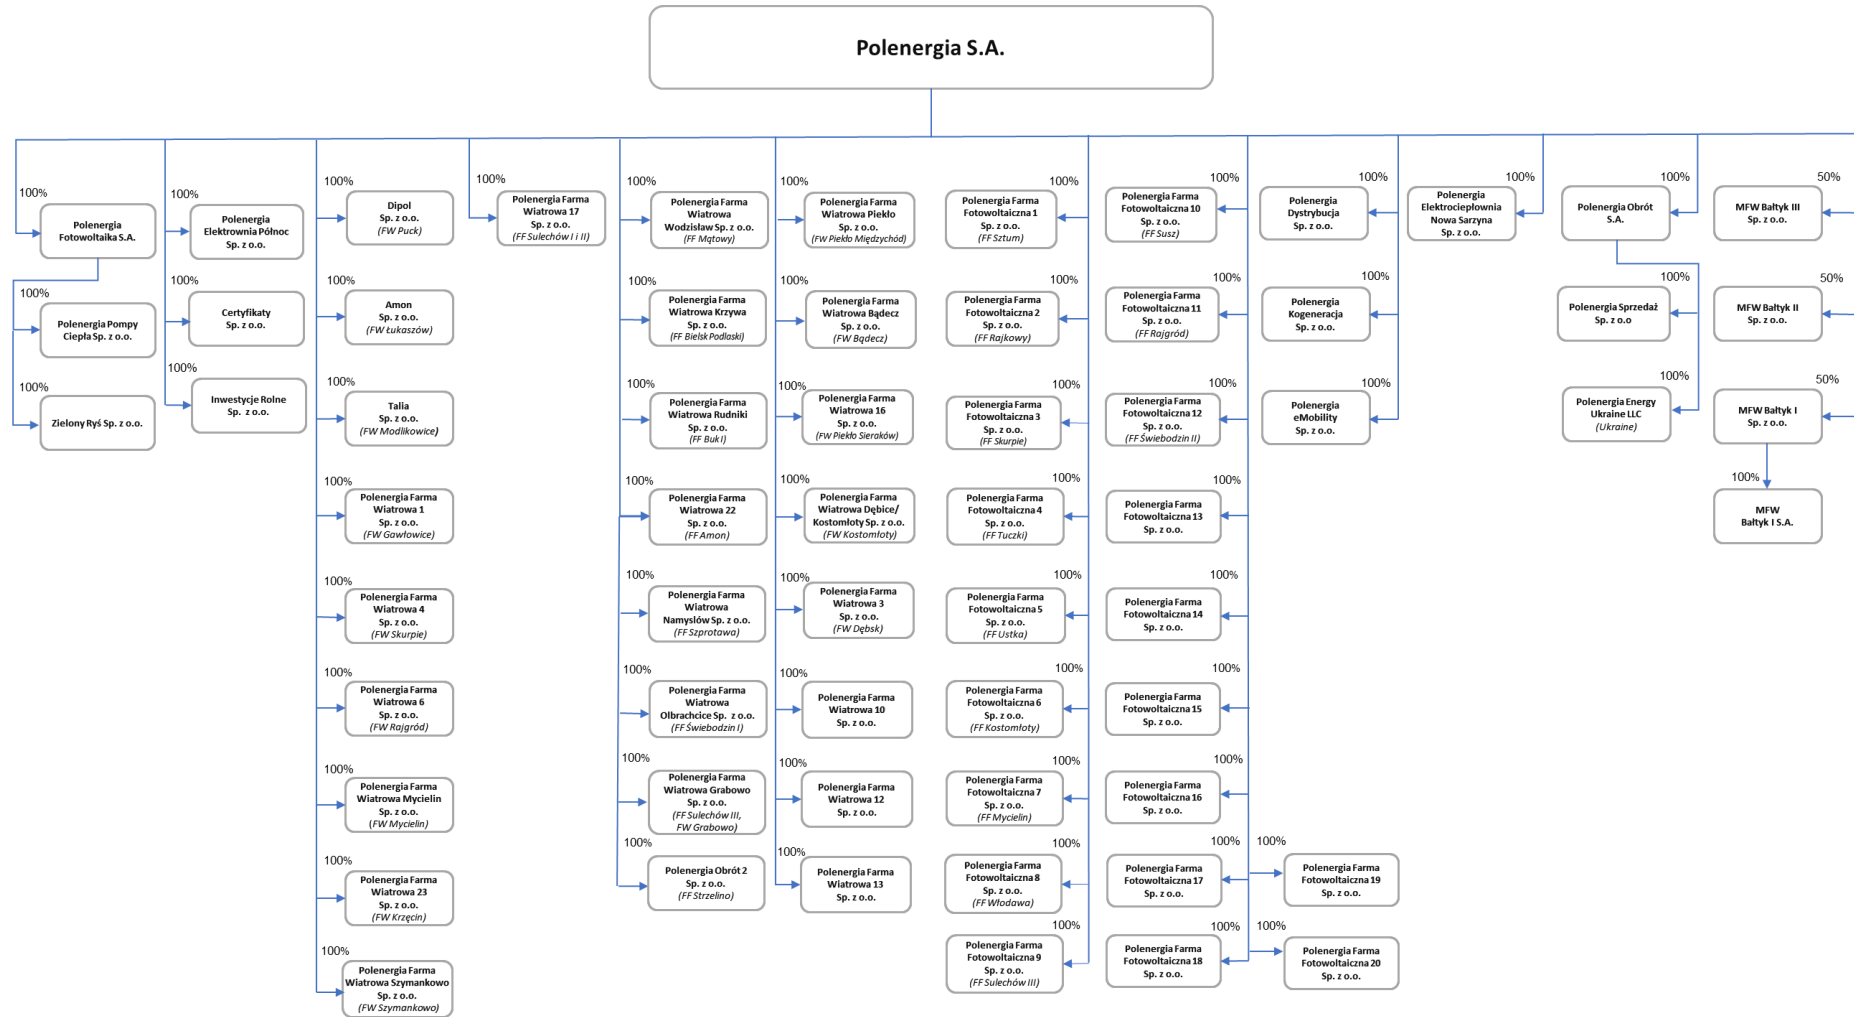 Polenergia S.A.
100%
Polenergia
Fotowoltaika S.A.
100%
Polenergia Pompy
Ciepła Sp. z o.o.
100%
Zielony Ryś Sp. z o.o.
100%
Polenergia
Elektrownia Północ
Sp. z o.o.
100%
Certyfikaty
Sp. z o.o.
100%
Inwestycje Rolne
Sp. z o.o.
100%
Dipol
Sp. z o.o.
(FW Puck)
100%
Amon
Sp. z o.o.
(FW Łukaszów)
100%
Talia
Sp. z o.o.
(FW Modlikowice)
100%
Polenergia Farma
Wiatrowa 1
Sp. z o.o.
(FW Gawłowice)
100%
Polenergia Farma
Wiatrowa 4
Sp. z o.o.
(FW Skurpie)
100%
Polenergia Farma
Wiatrowa 6
Sp. z o.o.
(FW Rajgród)
100%
Polenergia Farma
Wiatrowa Mycielin
Sp. z o.o.
(FW Mycielin)
100%
Polenergia Farma
Wiatrowa 23
Sp. z o.o.
(FW Krzęcin)
100%
Polenergia Farma
Wiatrowa Szymankowo
Sp. z o.o.
(FW Szymankowo)
100%
Polenergia Farma
Wiatrowa 17
Sp. z o.o.
(FF Sulechów I i II)
100%
Polenergia Farma
Wiatrowa
Wodzisław Sp. z o.o.
(FF Mątowy)
100%
Polenergia Farma
Wiatrowa Krzywa
Sp. z o.o.
(FF Bielsk Podlaski)
100%
Polenergia Farma
Wiatrowa Rudniki
Sp. z o.o.
(FF Buk I)
100%
Polenergia Farma
Wiatrowa 22
Sp. z o.o.
(FF Amon)
100%
Polenergia Farma
Wiatrowa
Namysłów Sp. z o.o.
(FF Szprotawa)
100%
Polenergia Farma
Wiatrowa
Olbrachcice Sp. z o.o.
(FF Świebodzin I)
100%
Polenergia Farma
Wiatrowa Grabowo
Sp. z o.o.
(FF Sulechów III,
FW Grabowo)
100%
Polenergia Obrót 2
Sp. z o.o.
(FF Strzelino)
100%
Polenergia Farma
Wiatrowa Piekło
Sp. z o.o.
(FW Piekło Międzychód)
100%
Polenergia Farma
Wiatrowa Bądecz
Sp. z o.o.
(FW Bądecz)
100%
Polenergia Farma
Wiatrowa 16
Sp. z o.o.
(FW Piekło Sieraków)
100%
Polenergia Farma
Wiatrowa Dębice/
Kostomłoty Sp. z o.o.
(FW Kostomłoty)
100%
Polenergia Farma
Wiatrowa 3
Sp. z o.o.
(FW Dębsk)
100%
Polenergia Farma
Wiatrowa 10
Sp. z o.o.
100%
Polenergia Farma
Wiatrowa 12
Sp. z o.o.
100%
Polenergia Farma
Wiatrowa 13
Sp. z o.o.
100%
Polenergia Farma
Fotowoltaiczna 1
Sp. z o.o.
(FF Sztum)
100%
Polenergia Farma
Fotowoltaiczna 2
Sp. z o.o.
(FF Rajkowy)
100%
Polenergia Farma
Fotowoltaiczna 3
Sp. z o.o.
(FF Skurpie)
100%
Polenergia Farma
Fotowoltaiczna 4
Sp. z o.o.
(FF Tuczki)
100%
Polenergia Farma
Fotowoltaiczna 5
Sp. z o.o.
(FF Ustka)
100%
Polenergia Farma
Fotowoltaiczna 6
Sp. z o.o.
(FF Kostomłoty)
100%
Polenergia Farma
Fotowoltaiczna 7
Sp. z o.o.
(FF Mycielin)
100%
Polenergia Farma
Fotowoltaiczna 8
Sp. z o.o.
(FF Włodawa)
100%
Polenergia Farma
Fotowoltaiczna 9
Sp. z o.o.
(FF Sulechów III)
100%
Polenergia Farma
Fotowoltaiczna 10
Sp. z o.o.
(FF Susz)
100%
Polenergia Farma
Fotowoltaiczna 11
Sp. z o.o.
(FF Rajgród)
100%
Polenergia Farma
Fotowoltaiczna 12
Sp. z o.o.
(FF Świebodzin II)
100%
Polenergia Farma
Fotowoltaiczna 13
Sp. z o.o.
100%
Polenergia Farma
Fotowoltaiczna 14
Sp. z o.o.
100%
Polenergia Farma
Fotowoltaiczna 15
Sp. z o.o.
100%
Polenergia Farma
Fotowoltaiczna 16
Sp. z o.o.
100%
Polenergia Farma
Fotowoltaiczna 17
Sp. z o.o.
100%
Polenergia Farma
Fotowoltaiczna 18
Sp. z o.o.
100%
Polenergia Farma
Fotowoltaiczna 19
Sp. z o.o.
100%
Polenergia Farma
Fotowoltaiczna 20
Sp. z o.o.
100%
Polenergia
Dystrybucja
Sp. z o.o.
100%
Polenergia
Kogeneracja
Sp. z o.o.
100%
Polenergia
eMobility
Sp. z o.o.
100%
Polenergia
Elektrociepłownia
Nowa Sarzyna
Sp. z o.o.
100%
Polenergia Obrót
S.A.
100%
Polenergia Sprzedaż
Sp. z o.o
100%
Polenergia Energy
Ukraine LLC
(Ukraine)
50%
MFW Bałtyk III
Sp. z o.o.
50%
MFW Bałtyk II
Sp. z o.o.
50%
MFW Bałtyk I
Sp. z o.o.
100%
MFW
Bałtyk I S.A.